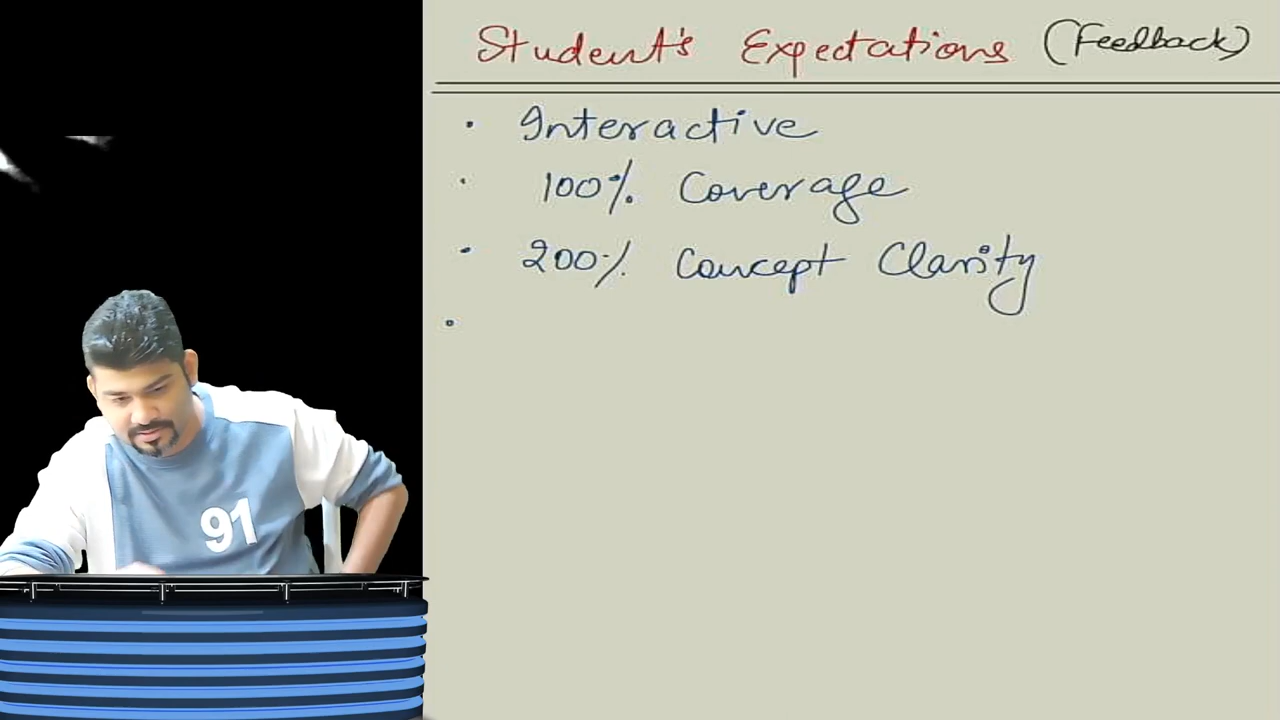 Student's Expectations (Feedback)
• Interactive
• 100% Coverage
• 200% Concept Clarity
•
91